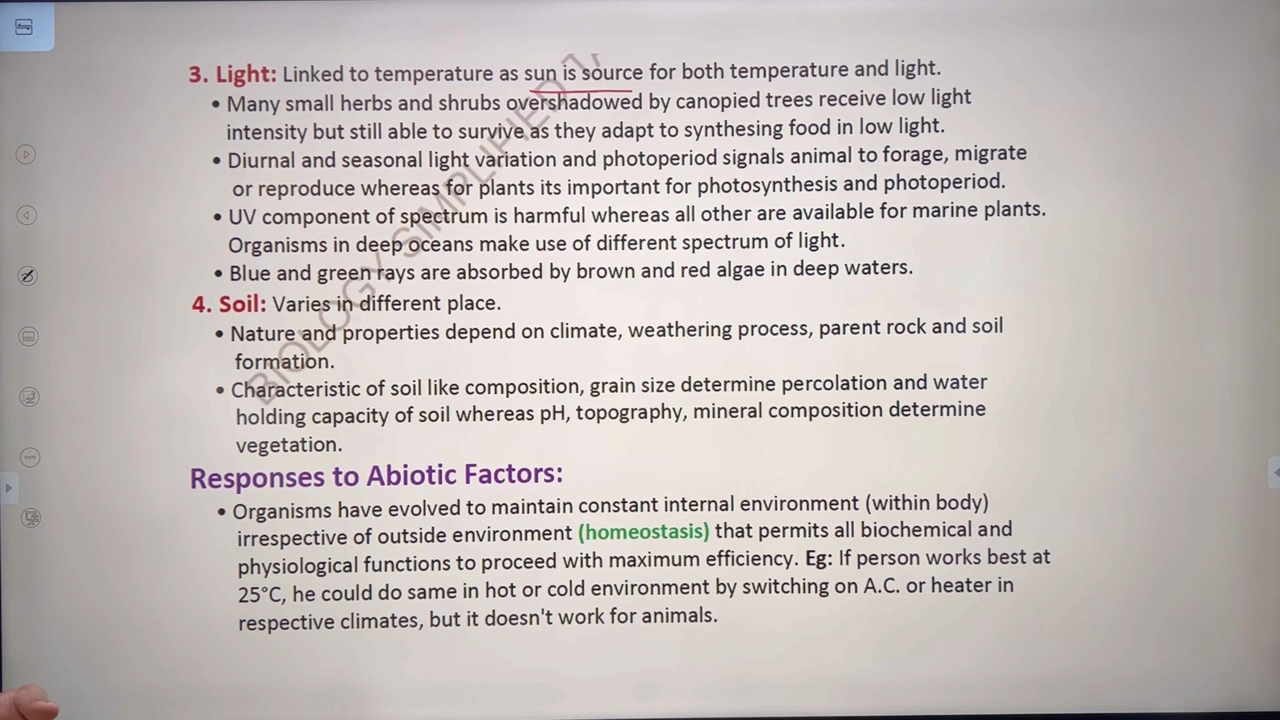 3. Light: Linked to temperature as sun is source for both temperature and light.
• Many small herbs and shrubs overshadowed by canopied trees receive low light
intensity but still able to survive as they adapt to synthesing food in low light.
• Diurnal and seasonal light variation and photoperiod signals animal to forage, migrate
or reproduce whereas for plants its important for photosynthesis and photoperiod.
• UV component of spectrum is harmful whereas all other are available for marine plants.
Organisms in deep oceans make use of different spectrum of light.
• Blue and green rays are absorbed by brown and red algae in deep waters.
4. Soil: Varies in different place.
• Nature and properties depend on climate, weathering process, parent rock and soil
formation.
• Characteristic of soil like composition, grain size determine percolation and water
holding capacity of soil whereas pH, topography, mineral composition determine
vegetation.
Responses to Abiotic Factors:
• Organisms have evolved to maintain constant internal environment (within body)
irrespective of outside environment (homeostasis) that permits all biochemical and
physiological functions to proceed with maximum efficiency. Eg: If person works best at
25°C, he could do same in hot or cold environment by switching on A.C. or heater in
respective climates, but it doesn't work for animals.
BIOLOGY SIMPLIFIED